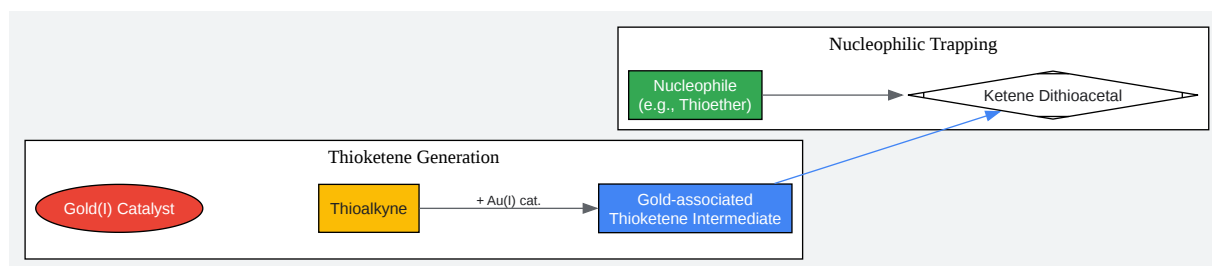 Nucleophilic Trapping
Nucleophile
(e.g., Thioether)
Ketene Dithioacetal
Thioketene Generation
Gold(I) Catalyst
Thioalkyne
+ Au(I) cat.
Gold-associated
Thioketene Intermediate